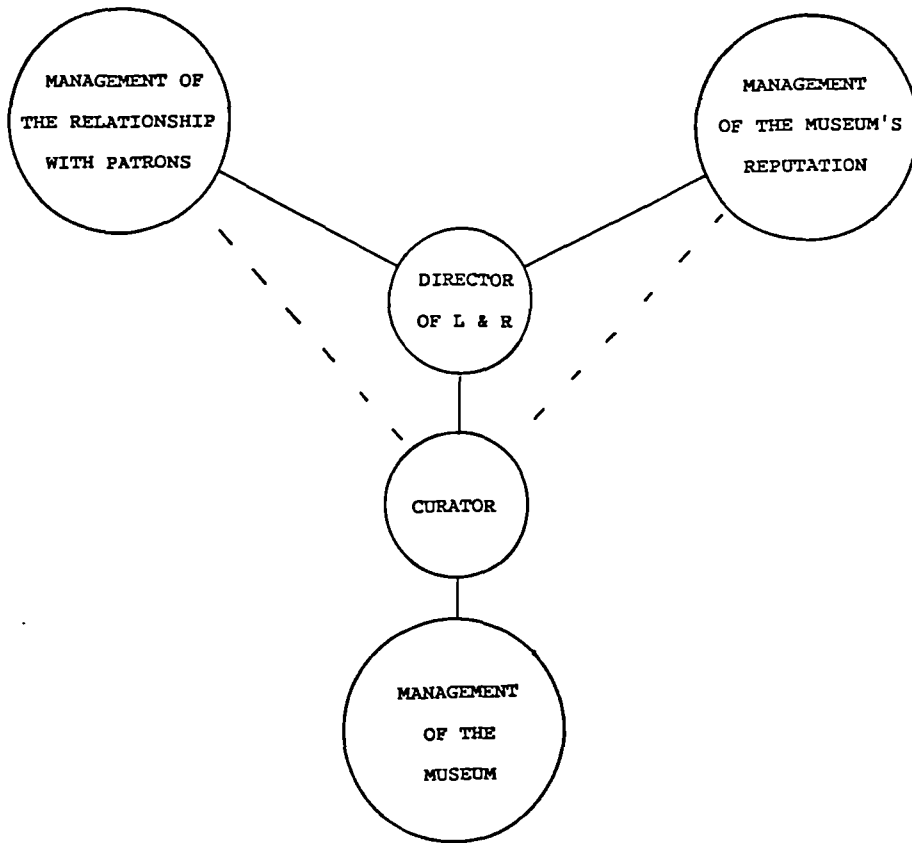 MANAGEMENT OF
THE RELATIONSHIP
WITH PATRONS
MANAGEMENT
OF THE MUSEUM'S
REPUTATION
DIRECTOR
OF L & R
CURATOR
MANAGEMENT
OF THE
MUSEUM